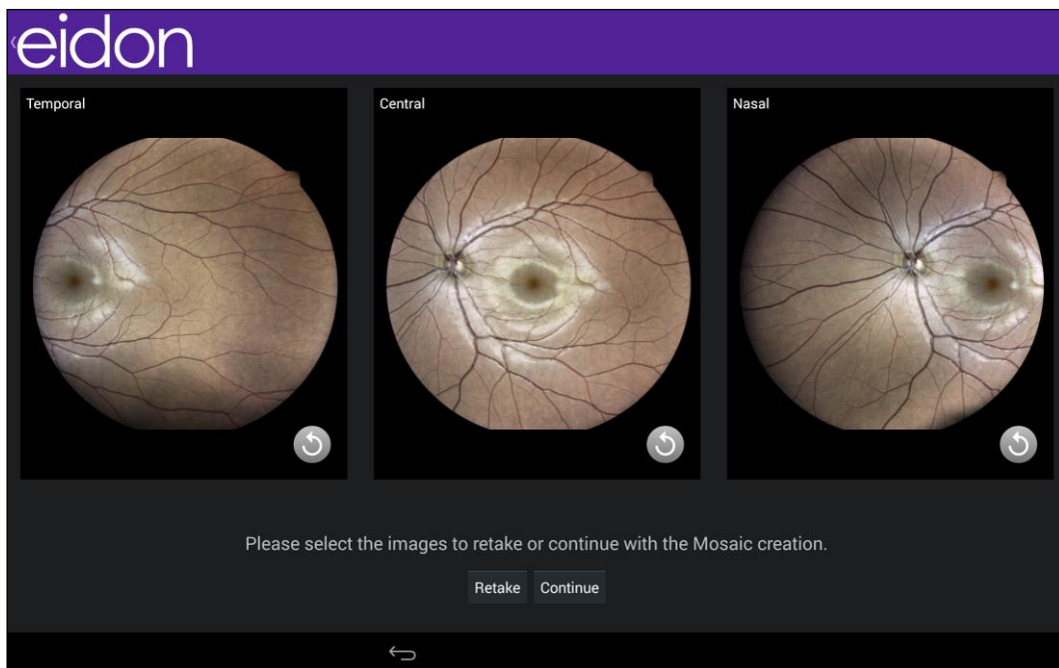 eidon
Temporal
Central
Nasal
Please select the images to retake or continue with the Mosaic creation.
Retake
Continue